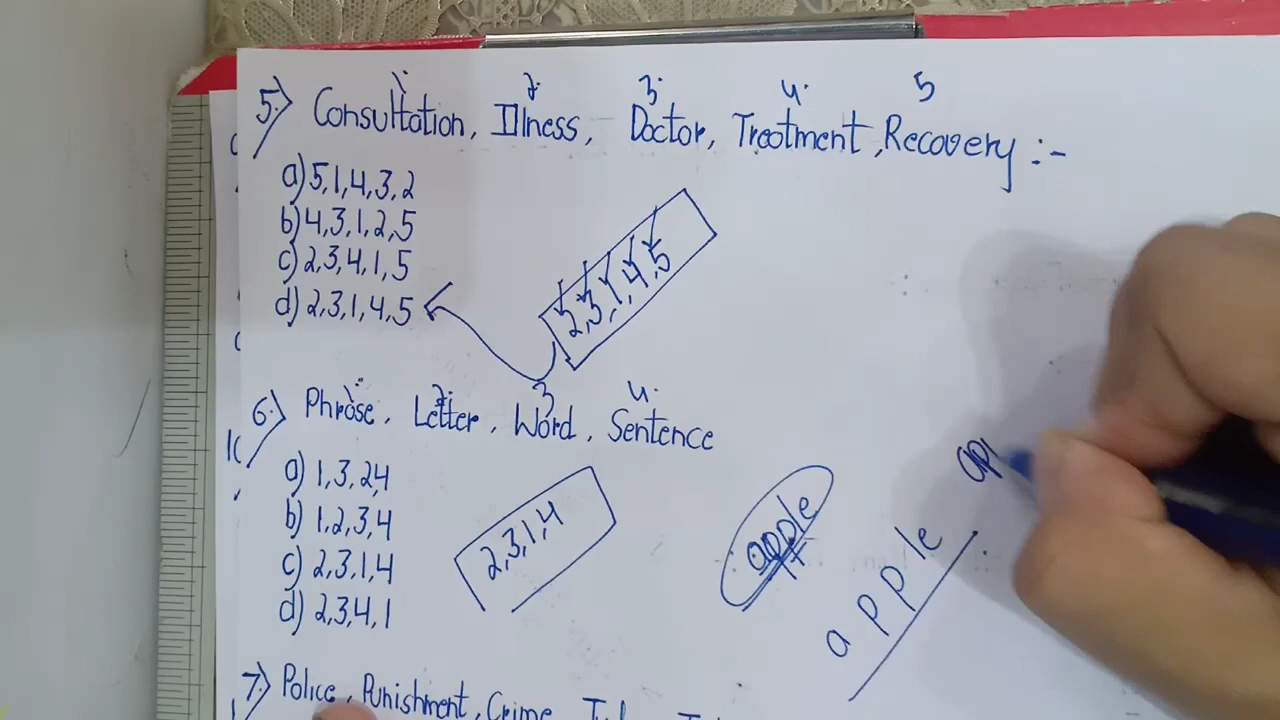 1. 2. 3. 4. 5
5.) Consultation, Illness, Doctor, Treatment, Recovery :-
a) 5,1,4,3,2
b) 4,3,1,2,5
c) 2,3,4,1,5
d) 2,3,1,4,5
2,3,1,4,5
1. 2. 3 4.
6.) Phrase, Letter, Word, Sentence
a) 1,3,2,4
b) 1,2,3,4
c) 2,3,1,4
d) 2,3,4,1
2,3,1,4
apple
apple
ap
7.) Police, Punishment, Crime